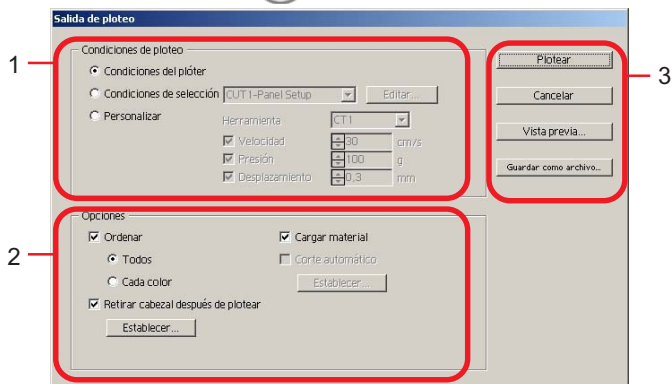 Salida de ploteo
1
Condiciones de ploteo
Condiciones del plóter
Condiciones de selección CUT1-Panel Setup Editar...
Personalizar
Herramienta CT1
Velocidad 30 cm/s
Presión 100 g
Desplazamiento 0,3 mm
Plotear
3
Cancelar
Vista previa...
Guardar como archivo...
2
Opciones
Ordenar
Todos
Cada color
Retirar cabezal después de plotear
Establecer...
Cargar material
Corte automático
Establecer...